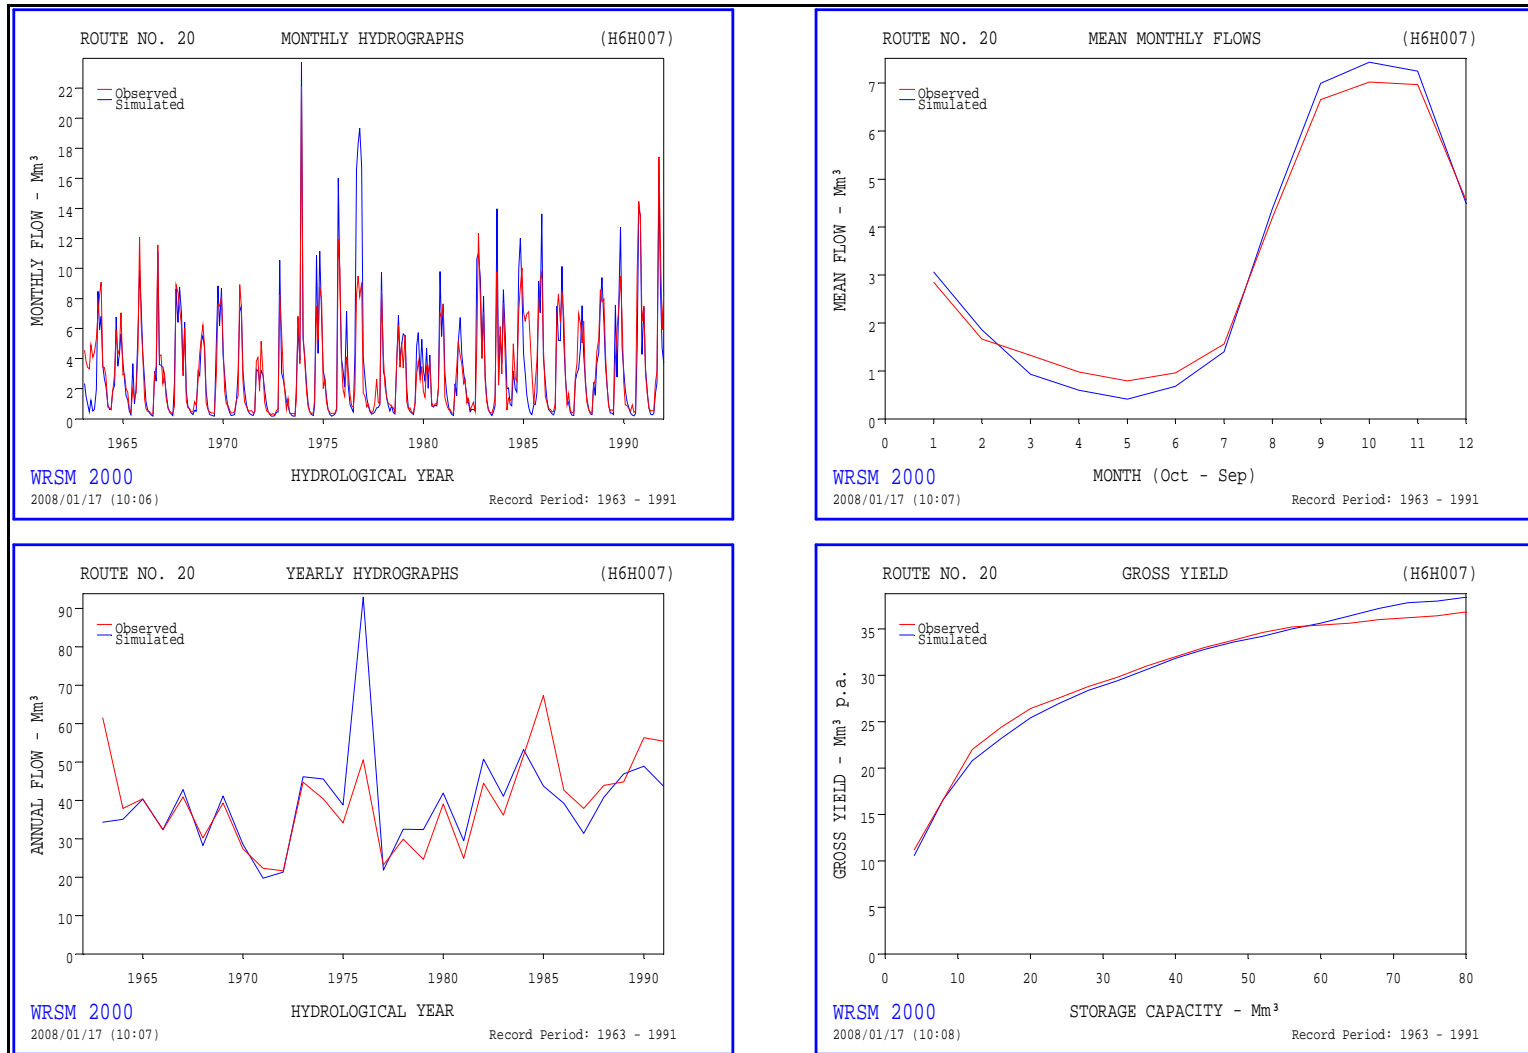 ROUTE NO. 20 MONTHLY HYDROGRAPHS (H6H007)
Observed
Simulated
MONTHLY FLOW - Mm³
22
20
18
16
14
12
10
8
6
4
2
0
1965 1970 1975 1980 1985 1990
HYDROLOGICAL YEAR
WRSM 2000
2008/01/17 (10:06) Record Period: 1963 - 1991
ROUTE NO. 20 MEAN MONTHLY FLOWS (H6H007)
Observed
Simulated
MEAN FLOW - Mm³
7
6
5
4
3
2
1
0
0 1 2 3 4 5 6 7 8 9 10 11 12
MONTH (Oct - Sep)
WRSM 2000
2008/01/17 (10:07) Record Period: 1963 - 1991
ROUTE NO. 20 YEARLY HYDROGRAPHS (H6H007)
Observed
Simulated
ANNUAL FLOW - Mm³
90
80
70
60
50
40
30
20
10
0
1965 1970 1975 1980 1985 1990
HYDROLOGICAL YEAR
WRSM 2000
2008/01/17 (10:07) Record Period: 1963 - 1991
ROUTE NO. 20 GROSS YIELD (H6H007)
Observed
Simulated
GROSS YIELD - Mm³ p.a.
35
30
25
20
15
10
5
0
0 10 20 30 40 50 60 70 80
STORAGE CAPACITY - Mm³
WRSM 2000
2008/01/17 (10:08) Record Period: 1963 - 1991